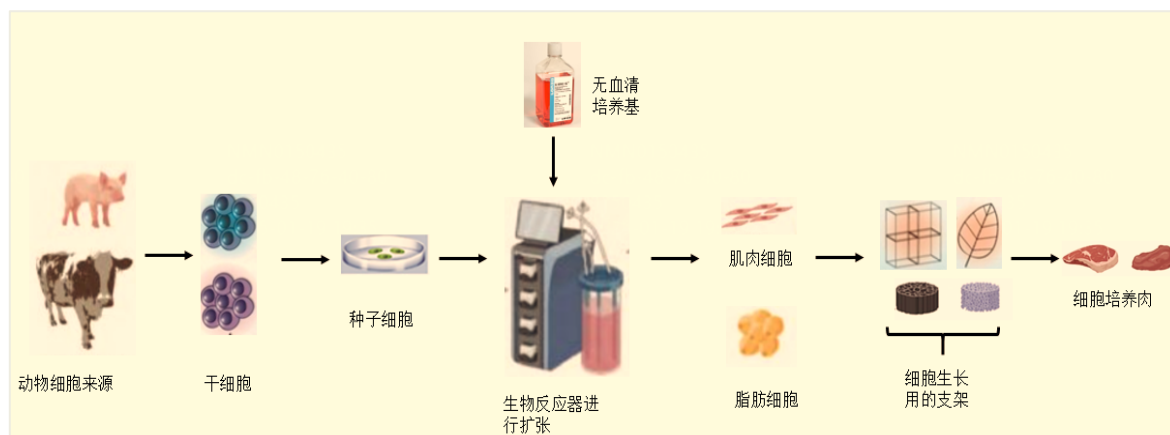 无血清
培养基
动物细胞来源
干细胞
种子细胞
生物反应器进
行扩张
肌肉细胞
脂肪细胞
细胞生长
用的支架
细胞培养肉